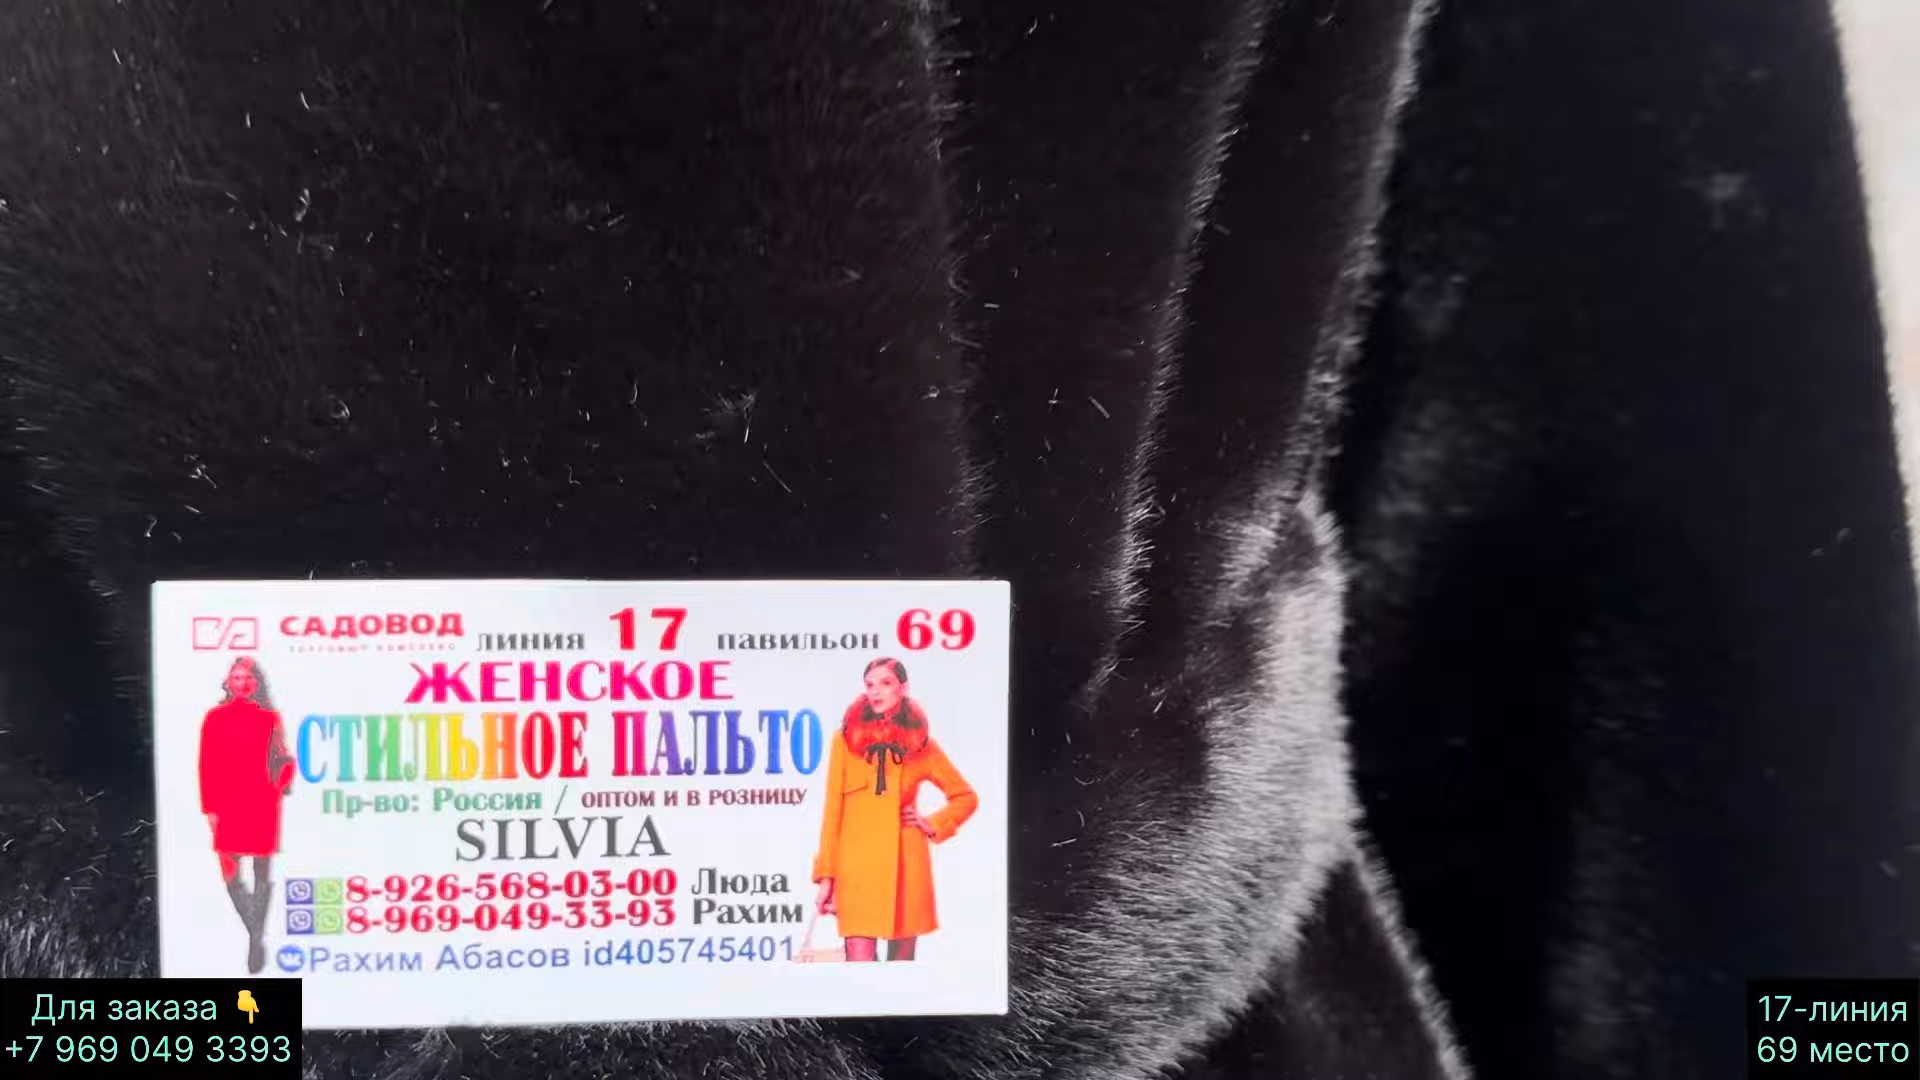 САДОВОД линия 17 павильон 69
ТОРГОВЫЙ КОМПЛЕКС
ЖЕНСКОЕ
СТИЛЬНОЕ ПАЛЬТО
Пр-во: Россия / ОПТОМ И В РОЗНИЦУ
SILVIA
8-926-568-03-00 Люда
8-969-049-33-93 Рахим
Рахим Абасов id405745401
Для заказа 👇
+7 969 049 3393
17-линия
69 место